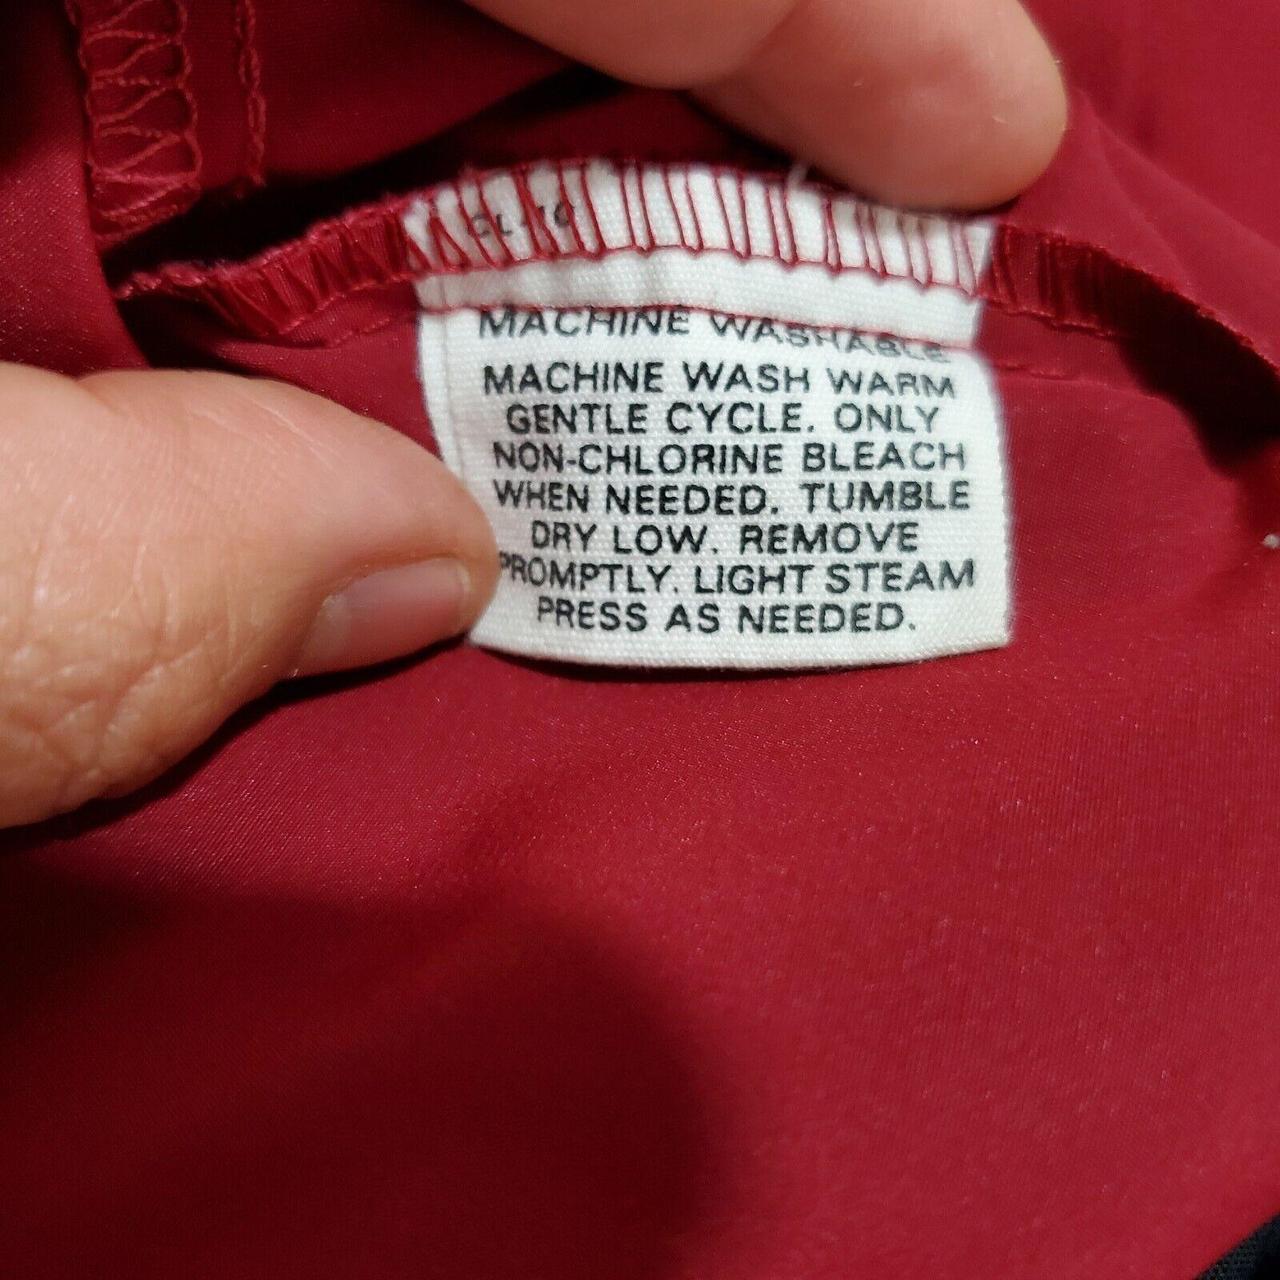 MACHINE WASHABLE
MACHINE WASH WARM
GENTLE CYCLE. ONLY
NON-CHLORINE BLEACH
WHEN NEEDED. TUMBLE
DRY LOW. REMOVE
PROMPTLY. LIGHT STEAM
PRESS AS NEEDED.